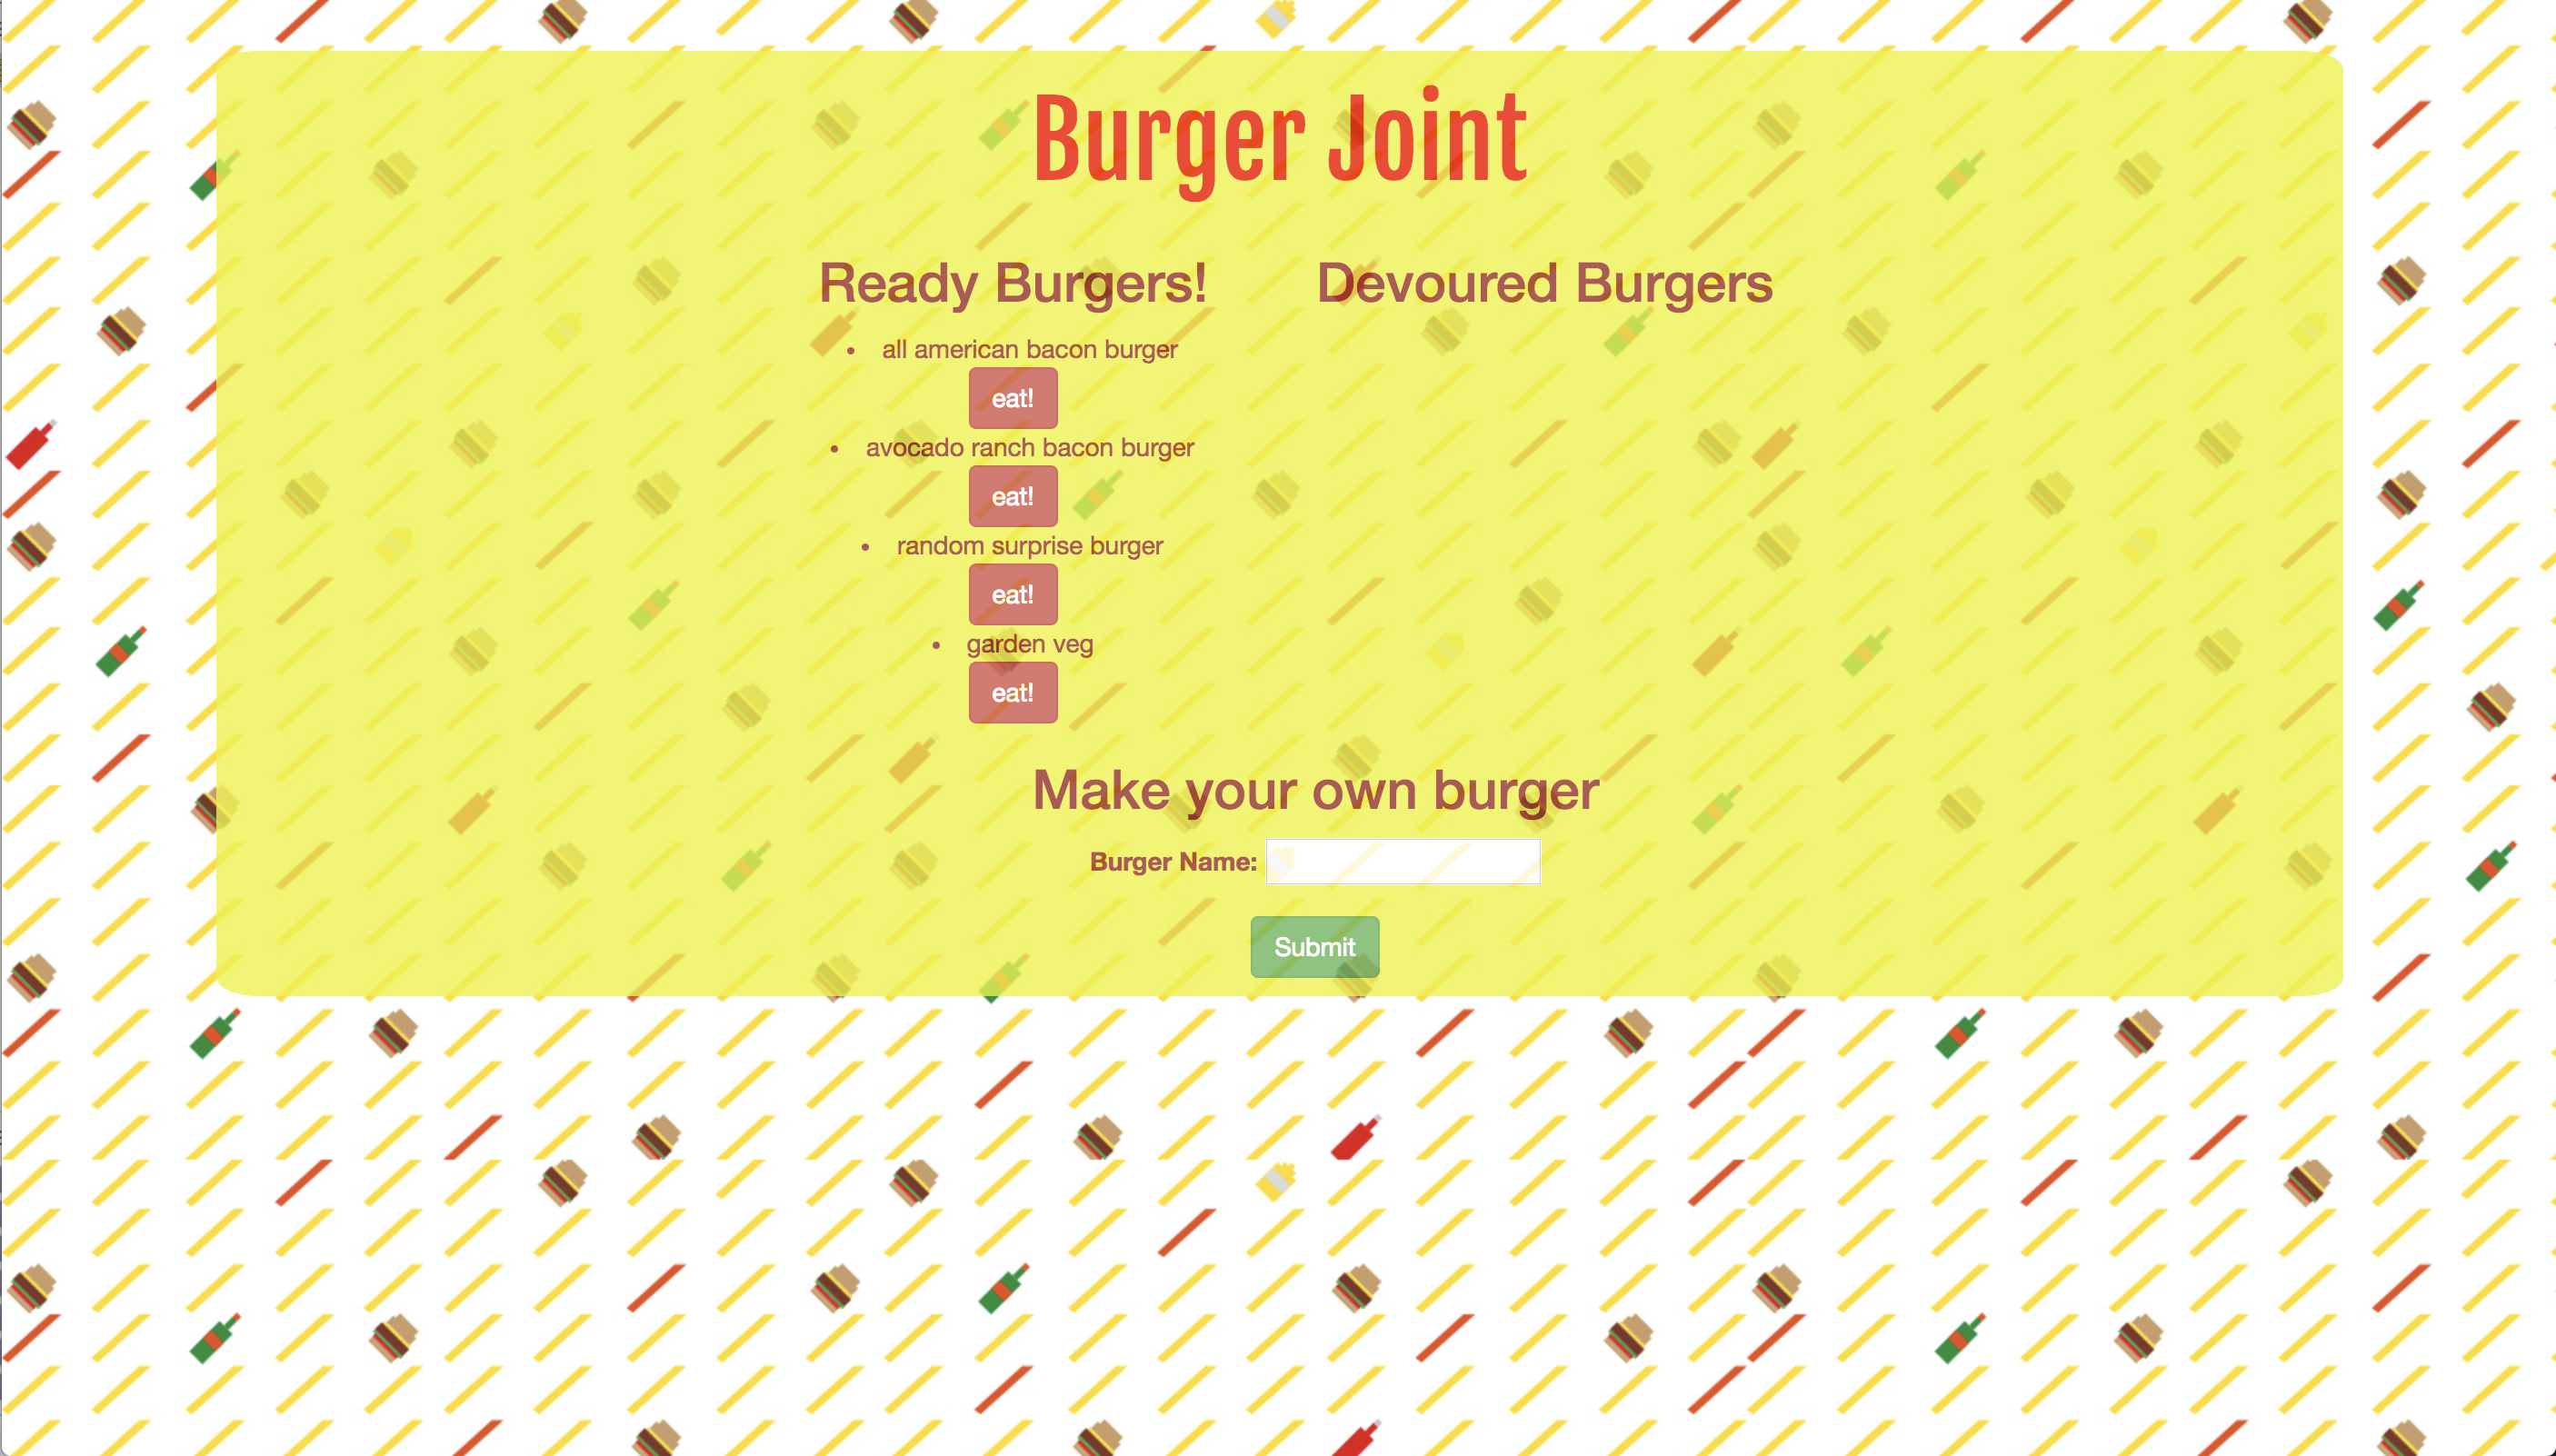 Burger Joint
Ready Burgers!
all american bacon burger
eat!
avocado ranch bacon burger
eat!
random surprise burger
eat!
garden veg
eat!
Devoured Burgers
Make your own burger
Burger Name:
Submit